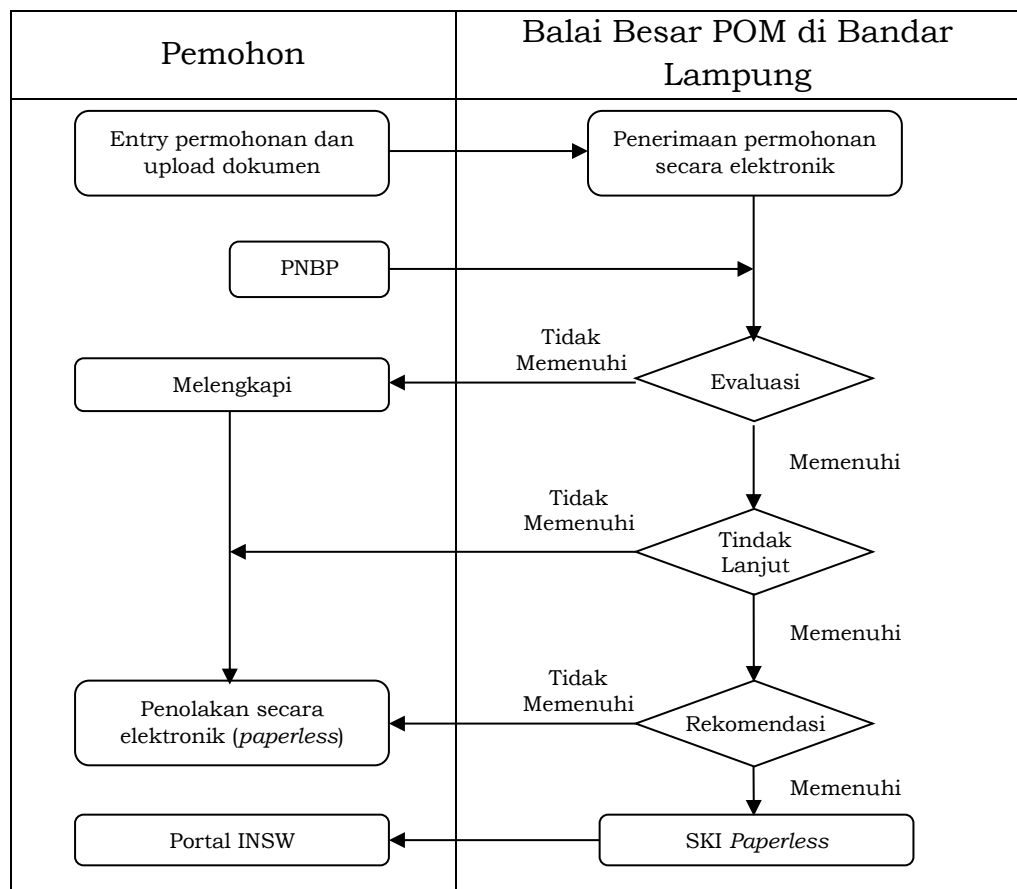 Pemohon
Balai Besar POM di Bandar
Lampung
Entry permohonan dan
upload dokumen
Penerimaan permohonan
secara elektronik
PNBP
Tidak
Memenuhi
Melengkapi
Evaluasi
Memenuhi
Tidak
Memenuhi
Tindak
Lanjut
Memenuhi
Tidak
Memenuhi
Penolakan secara
elektronik (paperless)
Rekomendasi
Memenuhi
Portal INSW
SKI Paperless